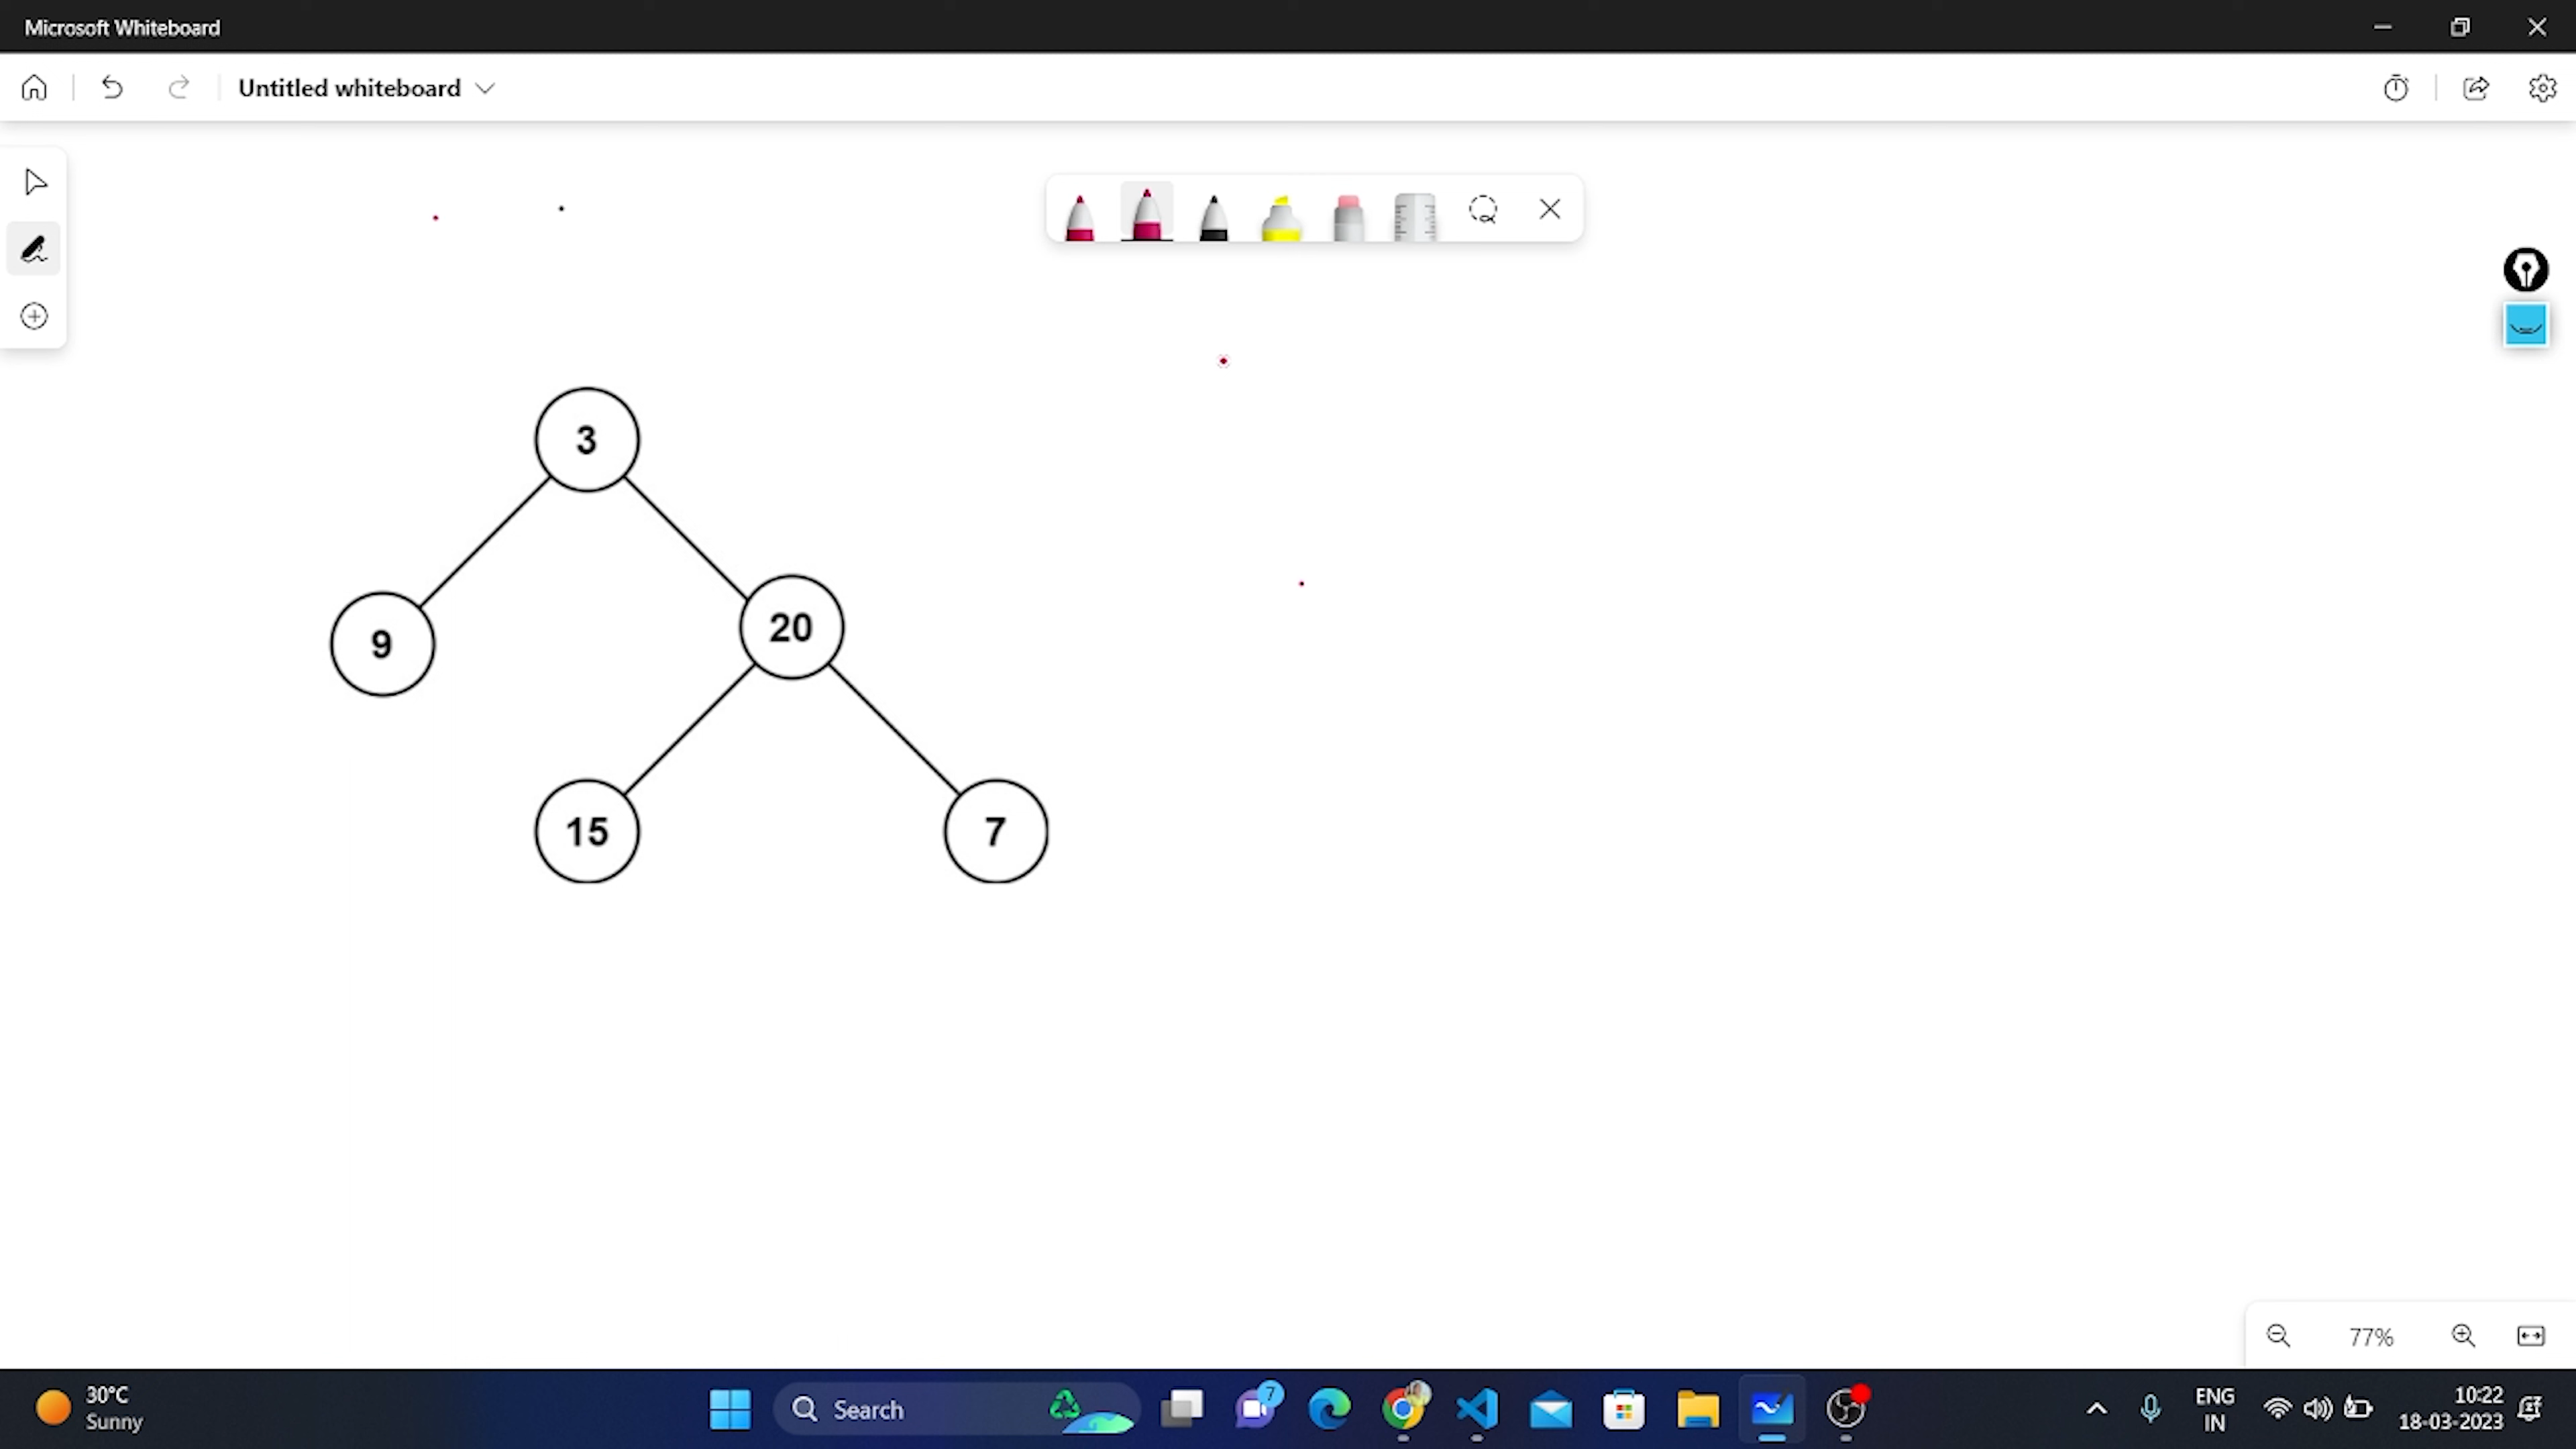 Microsoft Whiteboard
Untitled whiteboard
3
9
20
15
7
77%
30°C
Sunny
Search
7
ENG
IN
10:22
18-03-2023